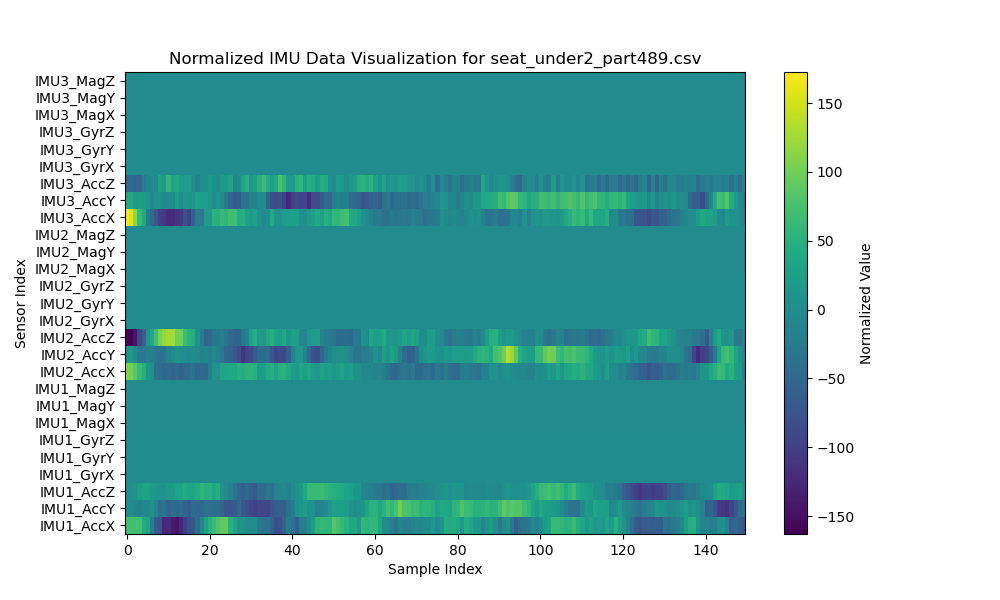 Normalized IMU Data Visualization for seat_under2_part489.csv
IMU3_MagZ
IMU3_MagY
IMU3_MagX
IMU3_GyrZ
IMU3_GyrY
IMU3_GyrX
IMU3_AccZ
IMU3_AccY
IMU3_AccX
IMU2_MagZ
IMU2_MagY
IMU2_MagX
IMU2_GyrZ
IMU2_GyrY
IMU2_GyrX
IMU2_AccZ
IMU2_AccY
IMU2_AccX
IMU1_MagZ
IMU1_MagY
IMU1_MagX
IMU1_GyrZ
IMU1_GyrY
IMU1_GyrX
IMU1_AccZ
IMU1_AccY
IMU1_AccX
Sensor Index
0 20 40 60 80 100 120 140
Sample Index
150
100
50
0
−50
−100
−150
Normalized Value